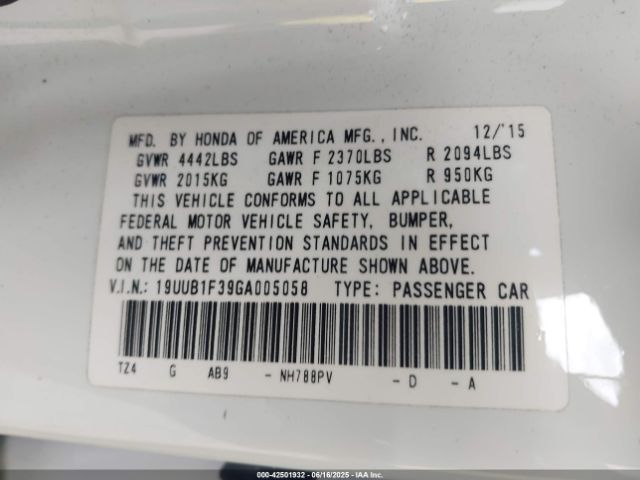 MFD. BY HONDA OF AMERICA MFG., INC. 12/'15
GVWR 4442LBS GAWR F 2370LBS R 2094LBS
GVWR 2015KG GAWR F 1075KG R 950KG
THIS VEHICLE CONFORMS TO ALL APPLICABLE
FEDERAL MOTOR VEHICLE SAFETY, BUMPER,
AND THEFT PREVENTION STANDARDS IN EFFECT
ON THE DATE OF MANUFACTURE SHOWN ABOVE.
V.I.N.: 19UUB1F39GA005058 TYPE: PASSENGER CAR
TZ4 G AB9 - NH788PV - D - A
000-42501932 - 06/16/2025 - IAA Inc.